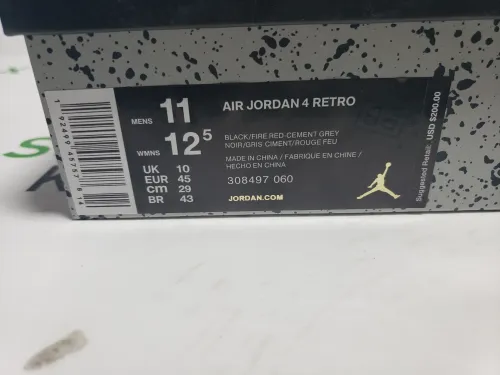 MENS 11
WMNS 12⁵
UK 10
EUR 45
cm 29
BR 43
AIR JORDAN 4 RETRO
BLACK/FIRE RED-CEMENT GREY
NOIR/GRIS CIMENT/ROUGE FEU
MADE IN CHINA / FABRIQUE EN CHINE /
HECHO EN CHINA
308497 060
JORDAN.COM
Suggested Retail: USD $200.00